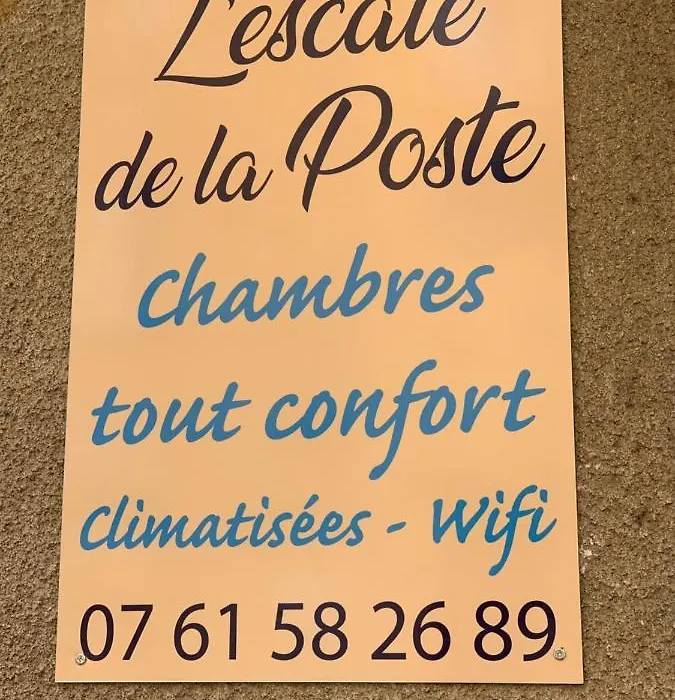 L'escale
de la Poste
Chambres
tout confort
Climatisées - Wifi
07 61 58 26 89